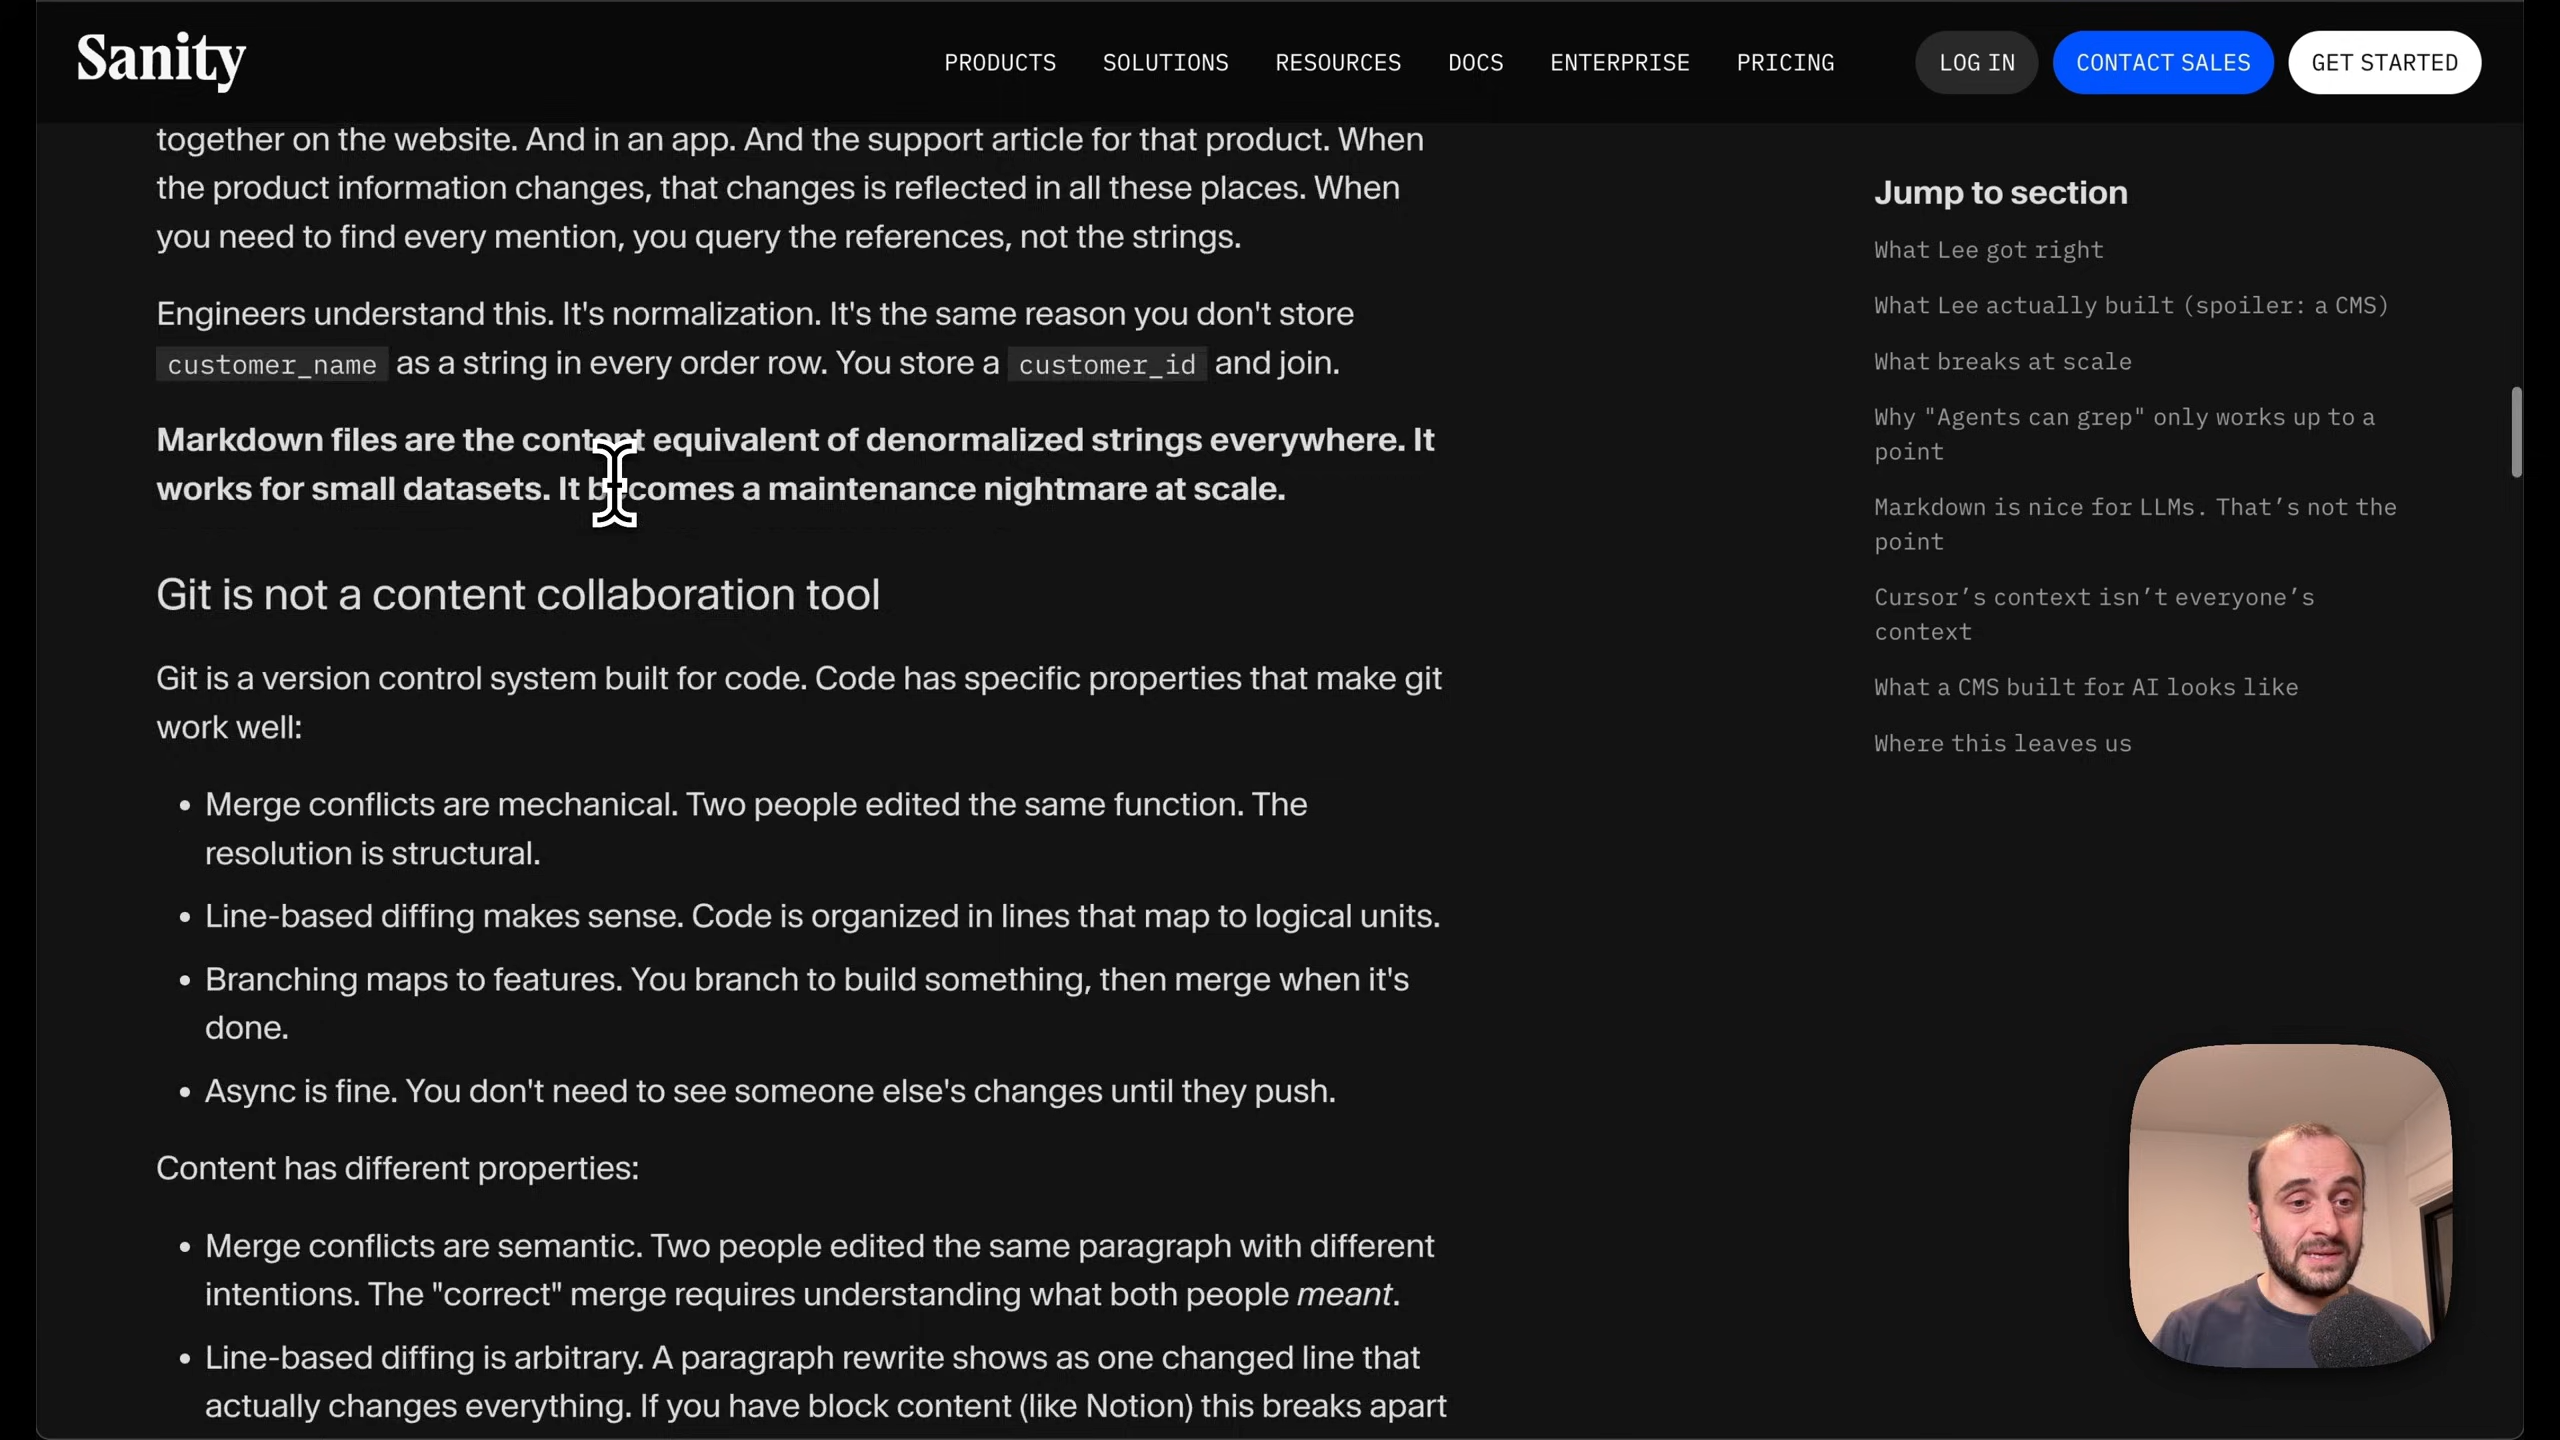 Sanity
PRODUCTS
SOLUTIONS
RESOURCES
DOCS
ENTERPRISE
PRICING
LOG IN
CONTACT SALES
GET STARTED
together on the website. And in an app. And the support article for that product. When
the product information changes, that changes is reflected in all these places. When
you need to find every mention, you query the references, not the strings.
Engineers understand this. It's normalization. It's the same reason you don't store
customer_name as a string in every order row. You store a customer_id and join.
Markdown files are the content equivalent of denormalized strings everywhere. It
works for small datasets. It becomes a maintenance nightmare at scale.
Git is not a content collaboration tool
Git is a version control system built for code. Code has specific properties that make git
work well:
• Merge conflicts are mechanical. Two people edited the same function. The
resolution is structural.
• Line-based diffing makes sense. Code is organized in lines that map to logical units.
• Branching maps to features. You branch to build something, then merge when it's
done.
• Async is fine. You don't need to see someone else's changes until they push.
Content has different properties:
• Merge conflicts are semantic. Two people edited the same paragraph with different
intentions. The "correct" merge requires understanding what both people meant.
• Line-based diffing is arbitrary. A paragraph rewrite shows as one changed line that
actually changes everything. If you have block content (like Notion) this breaks apart
Jump to section
What Lee got right
What Lee actually built (spoiler: a CMS)
What breaks at scale
Why "Agents can grep" only works up to a
point
Markdown is nice for LLMs. That’s not the
point
Cursor’s context isn’t everyone’s
context
What a CMS built for AI looks like
Where this leaves us